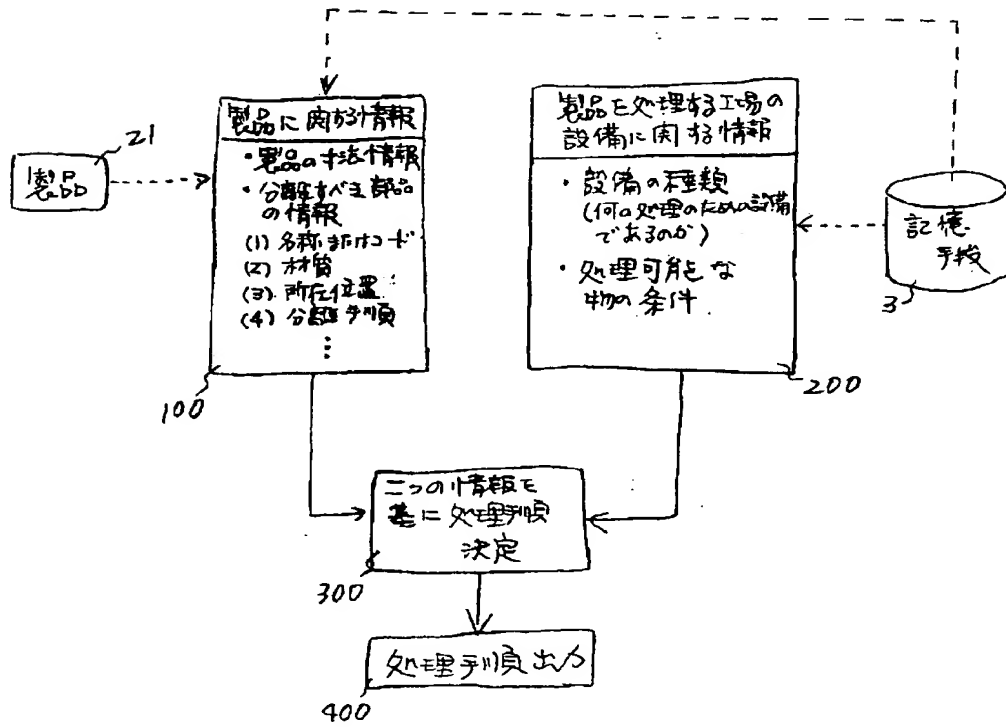 製品に関する情報
・製品の寸法情報
・分離すべき部品
の情報
(1) 名称またはコード
(2) 材質
(3) 所在位置
(4) 分離手順
⋮
100
21
製品
製品を処理する工場の
設備に関する情報
・設備の種類
(何の処理のための設備
であるのか)
・処理可能な
物の条件
200
記憶
手段
3
二つの情報を
基に処理手順
決定
300
処理手順出力
400